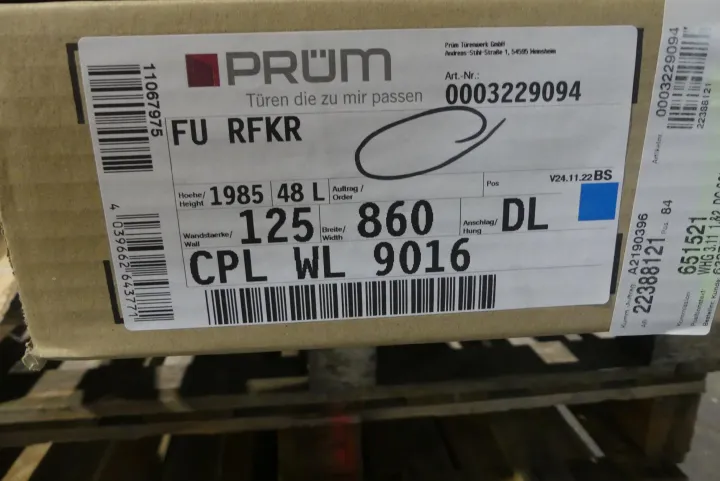 PRÜM
Türen die zu mir passen
Prüm Türenwerk GmbH
Andreas-Stihl-Straße 1, 54595 Weinsheim
Art.-Nr.:
0003229094
FU RFKR
Hoehe/
Height
1985
48 L
Auftrag /
Order
Pos
V24.11.22 BS
Wandstaerke/
Wall
125
Breite/
Width
860
Anschlag/
Hung
DL
CPL WL 9016
11067975
4 039662 643771
0003229094
22388121
Artikelnr.
A2190396
22388121
Pos
84
651521